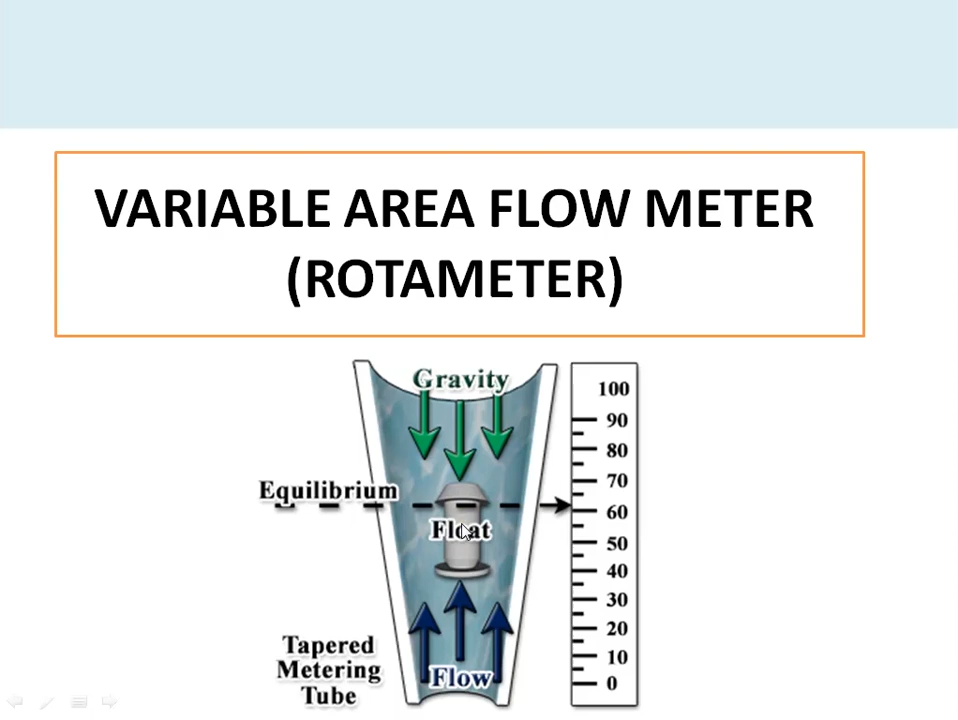 VARIABLE AREA FLOW METER
(ROTAMETER)
Gravity
Equilibrium
Float
Tapered
Metering
Tube
Flow
100
90
80
70
60
50
40
30
20
10
0